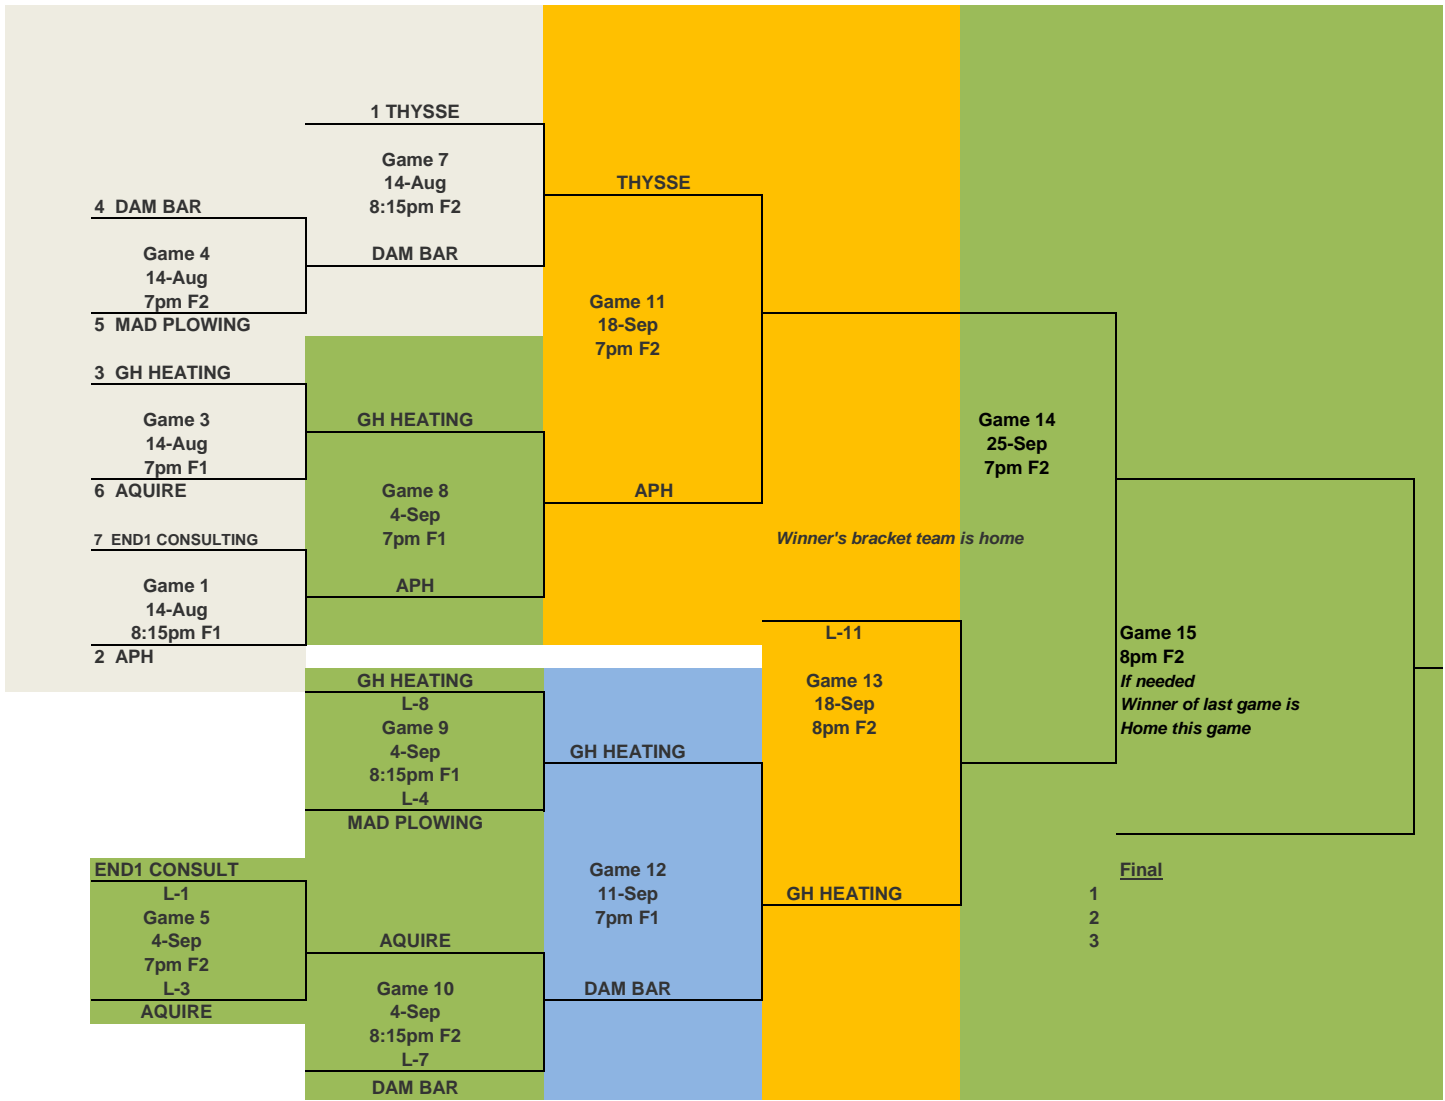 1 THYSSE
Game 7
14-Aug
8:15pm F2
DAM BAR
4 DAM BAR
Game 4
14-Aug
7pm F2
5 MAD PLOWING
THYSSE
Game 11
18-Sep
7pm F2
APH
3 GH HEATING
Game 3
14-Aug
7pm F1
6 AQUIRE
GH HEATING
Game 8
4-Sep
7pm F1
APH
7 END1 CONSULTING
Game 1
14-Aug
8:15pm F1
2 APH
Game 14
25-Sep
7pm F2
Winner's bracket team is home
L-11
Game 13
18-Sep
8pm F2
GH HEATING
Game 15
8pm F2
If needed
Winner of last game is
Home this game
GH HEATING
L-8
Game 9
4-Sep
8:15pm F1
L-4
MAD PLOWING
GH HEATING
Game 12
11-Sep
7pm F1
DAM BAR
END1 CONSULT
L-1
Game 5
4-Sep
7pm F2
L-3
AQUIRE
AQUIRE
Game 10
4-Sep
8:15pm F2
L-7
DAM BAR
Final
1
2
3